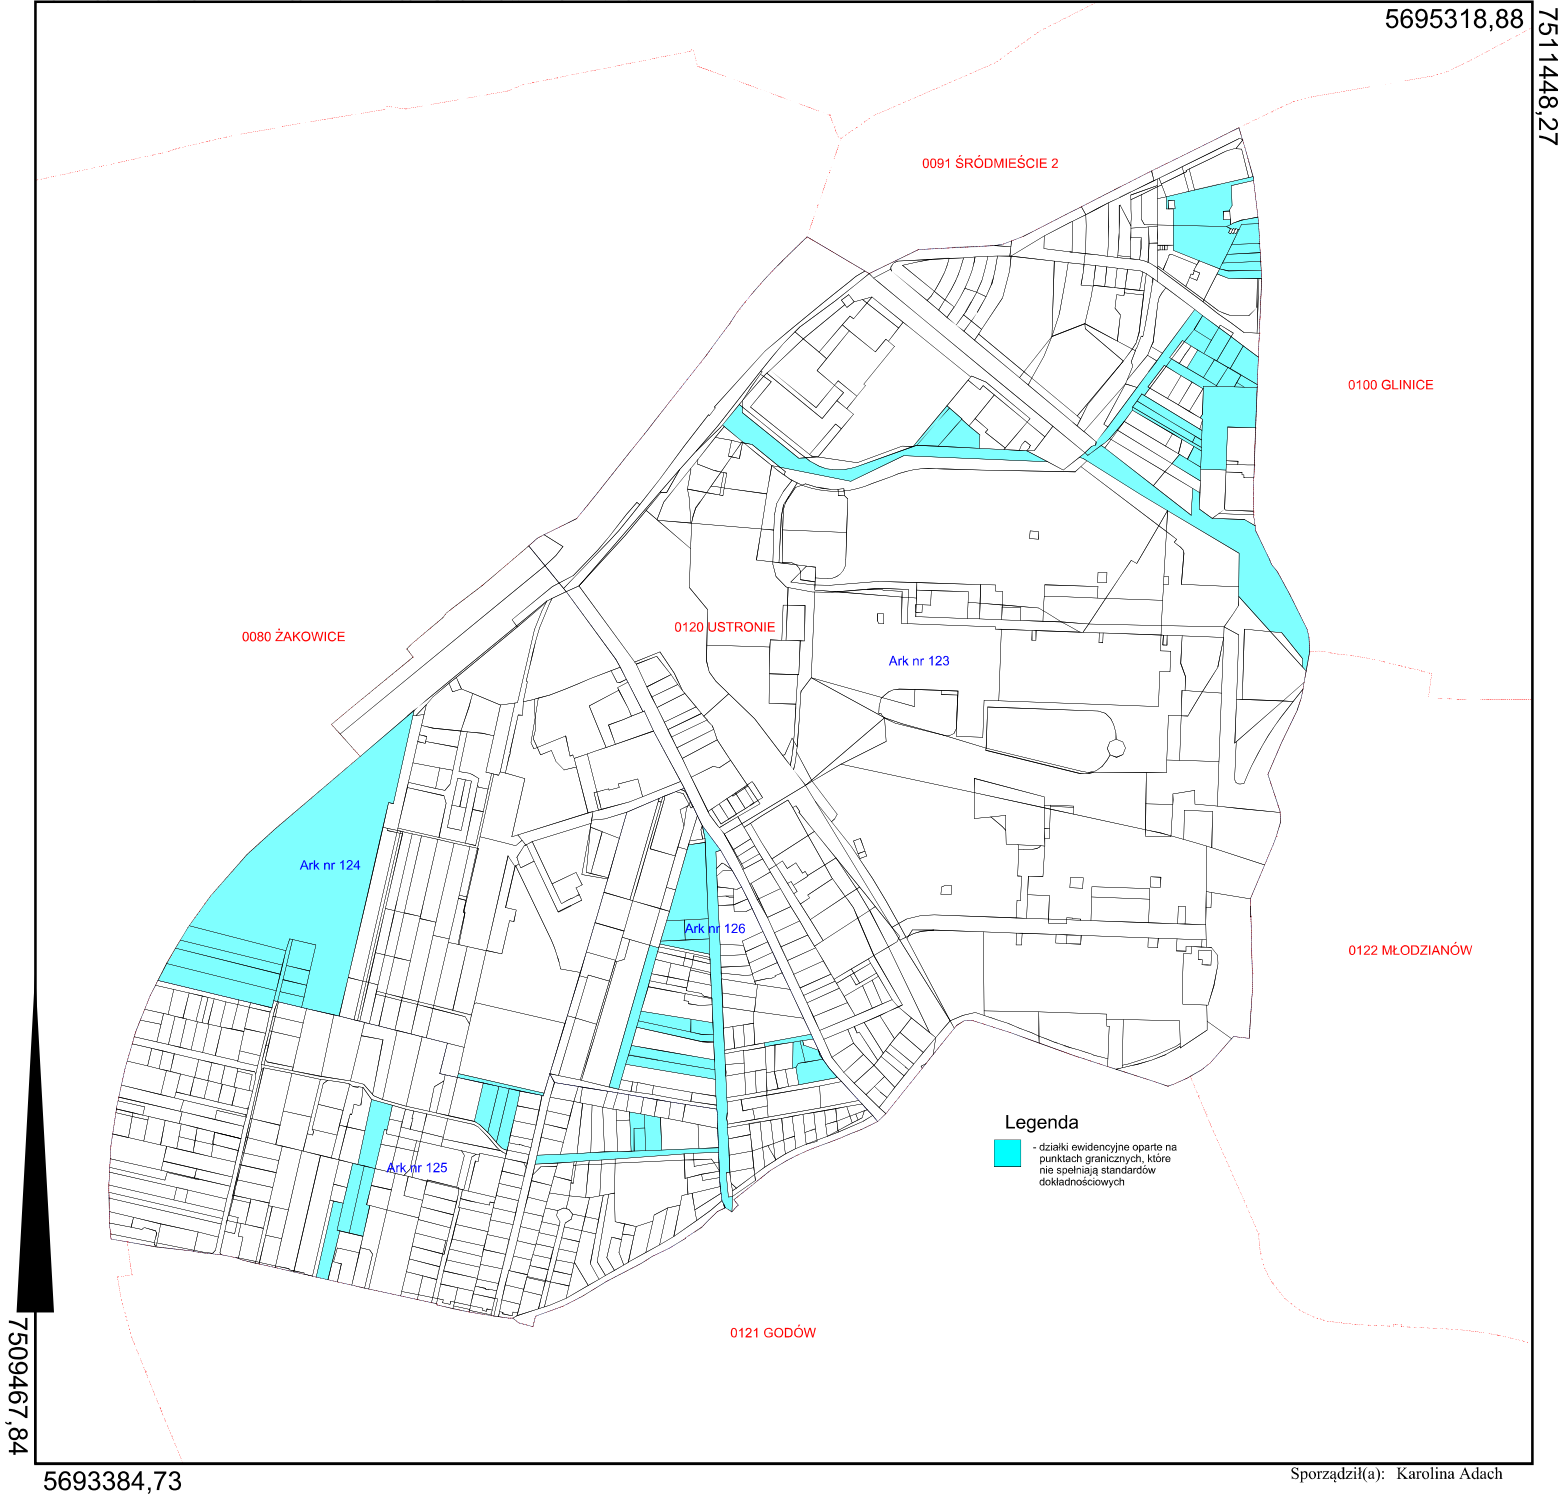 5695318,88
7511448,27
0091 ŚRÓDMIEŚCIE 2
0100 GLINICE
0080 ŻAKOWICE
0120 USTRONIE
Ark nr 123
Ark nr 124
Ark nr 126
0122 MŁODZIANÓW
Legenda
- działki ewidencyjne oparte na
punktach granicznych, które
nie spełniają standardów
dokładnościowych
Ark nr 125
0121 GODÓW
7509467,84
5693384,73
Sporządził(a): Karolina Adach